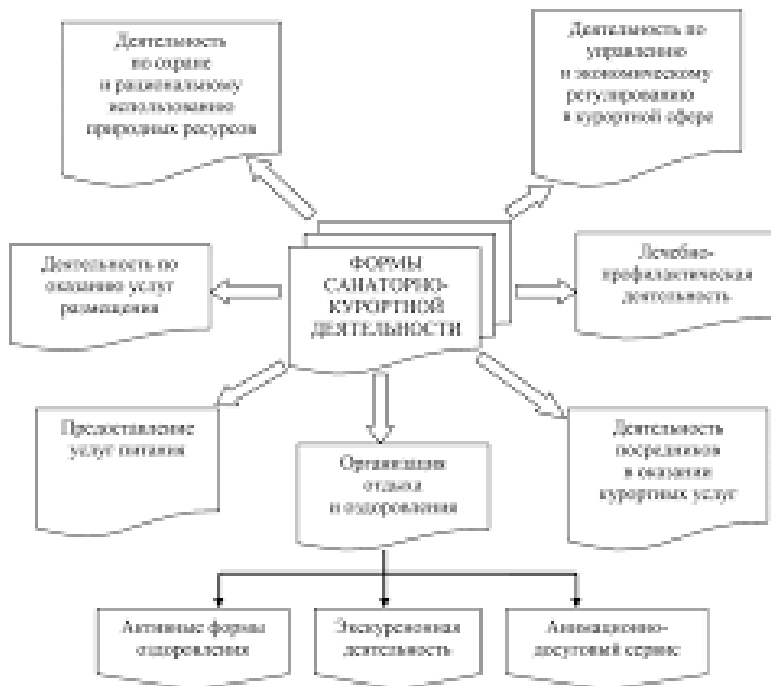 Деятельность
по охране
и рациональному
использованию
природных ресурсов
Деятельность по
управлению
и экономическому
регулированию
в курортной сфере
Деятельность по
оказанию услуг
размещения
ФОРМЫ
САНАТОРНО-
КУРОРТНОЙ
ДЕЯТЕЛЬНОСТИ
Лечебно-
профилактическая
деятельность
Предоставление
услуг питания
Организация
отдыха
и оздоровления
Деятельность
посредников
в оказании
курортных услуг
Активные формы
оздоровления
Экскурсионная
деятельность
Анимационно-
досуговый сервис